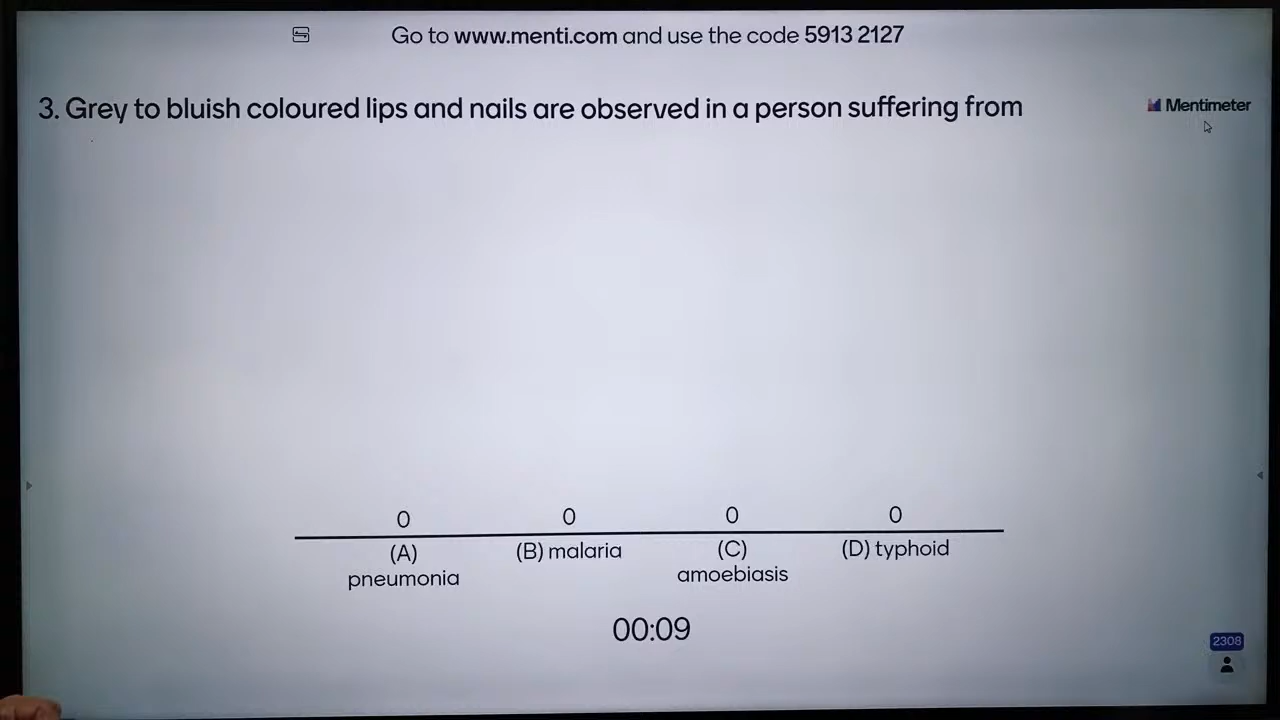 Go to www.menti.com and use the code 5913 2127
3. Grey to bluish coloured lips and nails are observed in a person suffering from
Mentimeter
0 0 0 0
(A) (B) malaria (C) (D) typhoid
pneumonia amoebiasis
00:09
2308